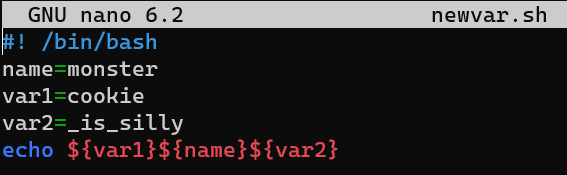 GNU nano 6.2 newvar.sh
#! /bin/bash
name=monster
var1=cookie
var2=_is_silly
echo ${var1}${name}${var2}